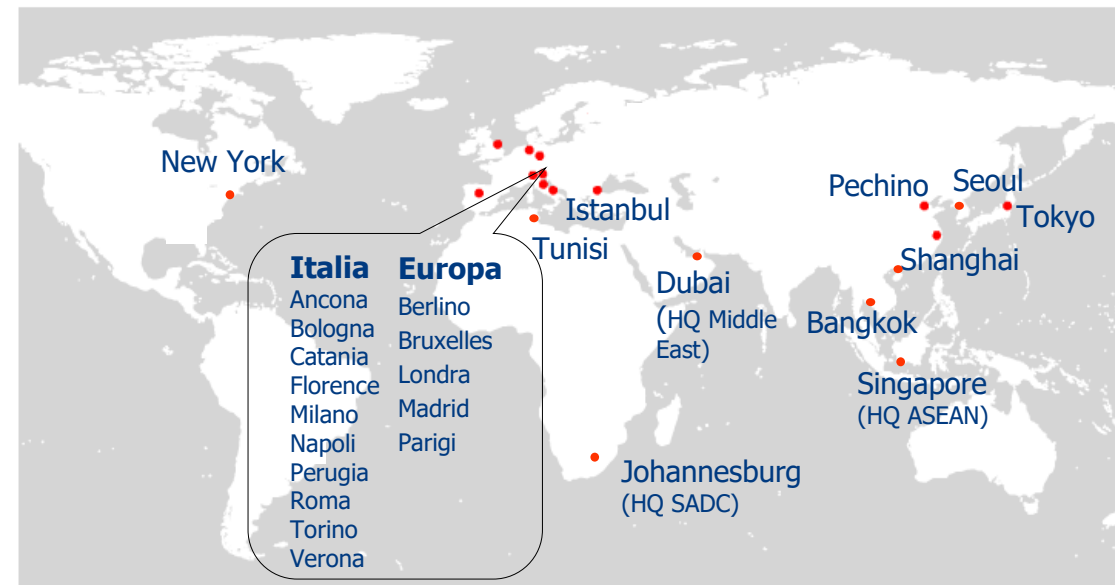 New York
Pechino
Seoul
Tokyo
Istanbul
Tunisi
Shanghai
Dubai
(HQ Middle
East)
Bangkok
Singapore
(HQ ASEAN)
Johannesburg
(HQ SADC)
Italia
Ancona
Bologna
Catania
Florence
Milano
Napoli
Perugia
Roma
Torino
Verona
Europa
Berlino
Bruxelles
Londra
Madrid
Parigi